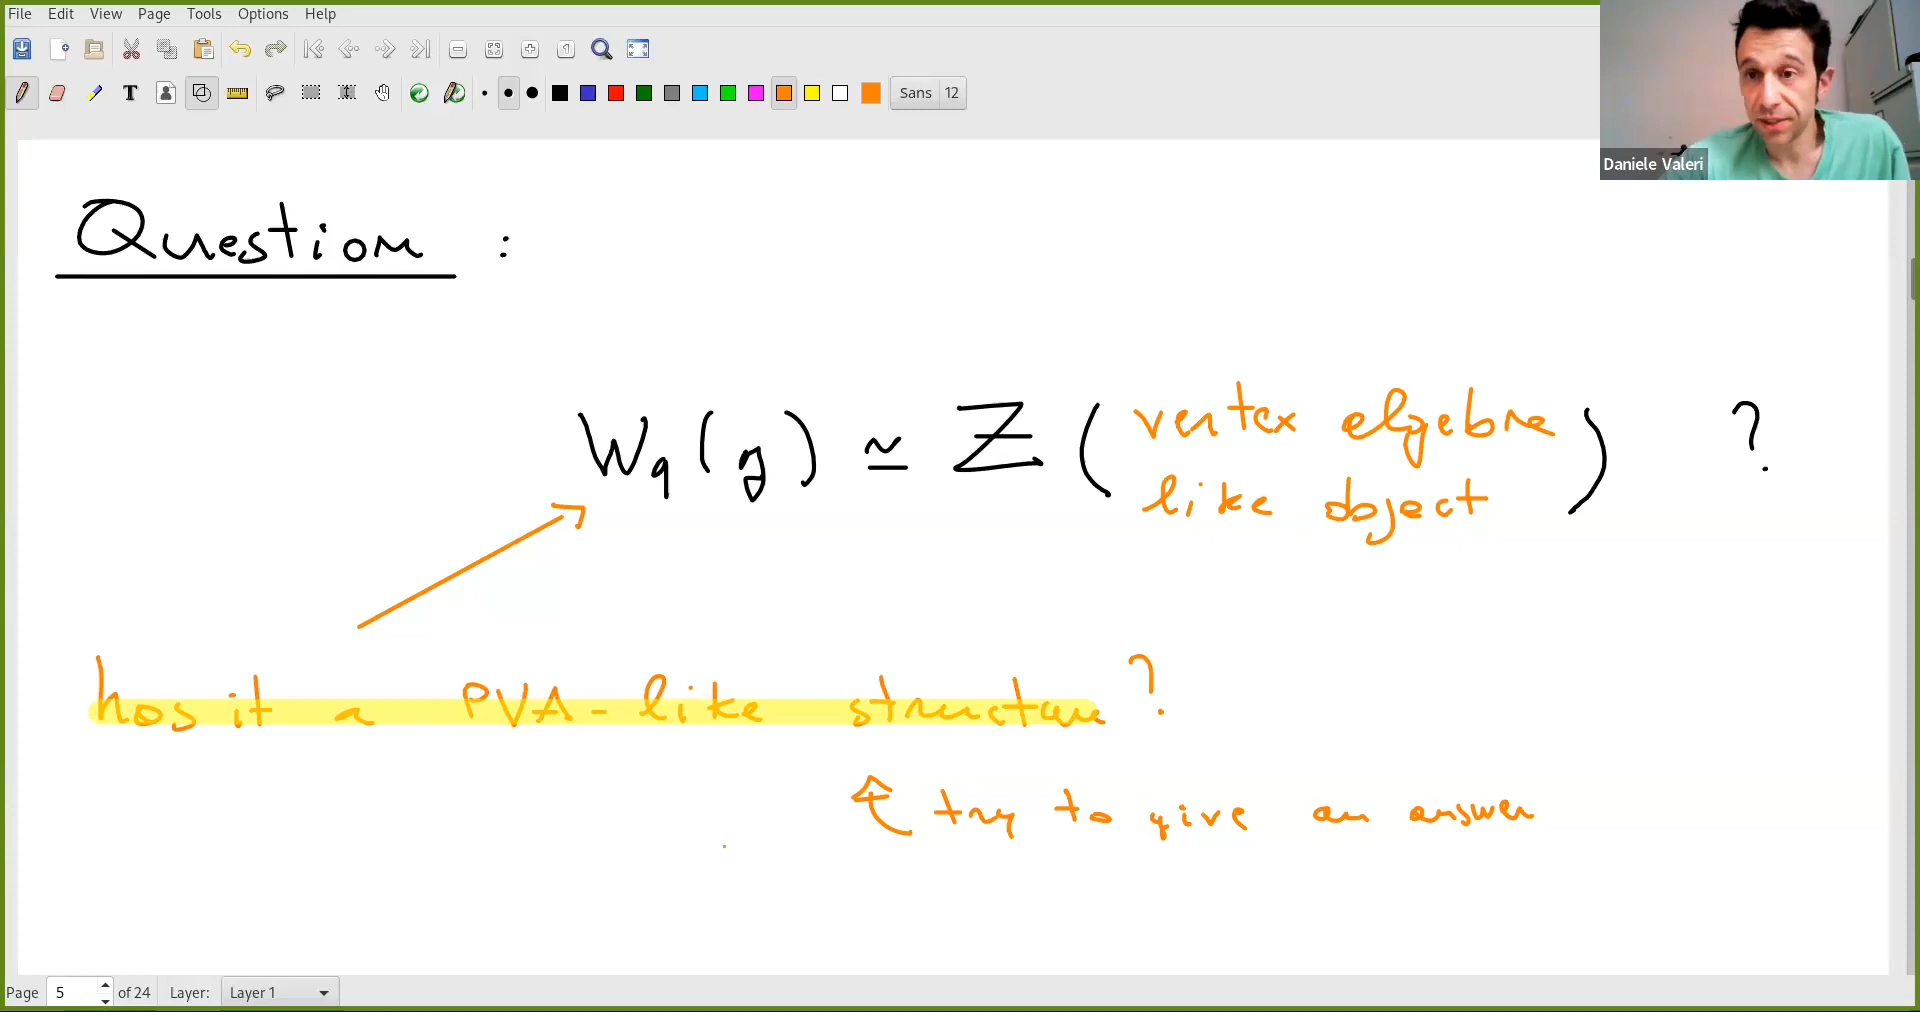 File Edit View Page Tools Options Help
Sans 12
Daniele Valeri
Question :
W_q(g) ≃ Z ( vertex algebra
like object ) ?
has it a PVA-like structure ?
try to give an answer
Page 5 of 24 Layer: Layer 1